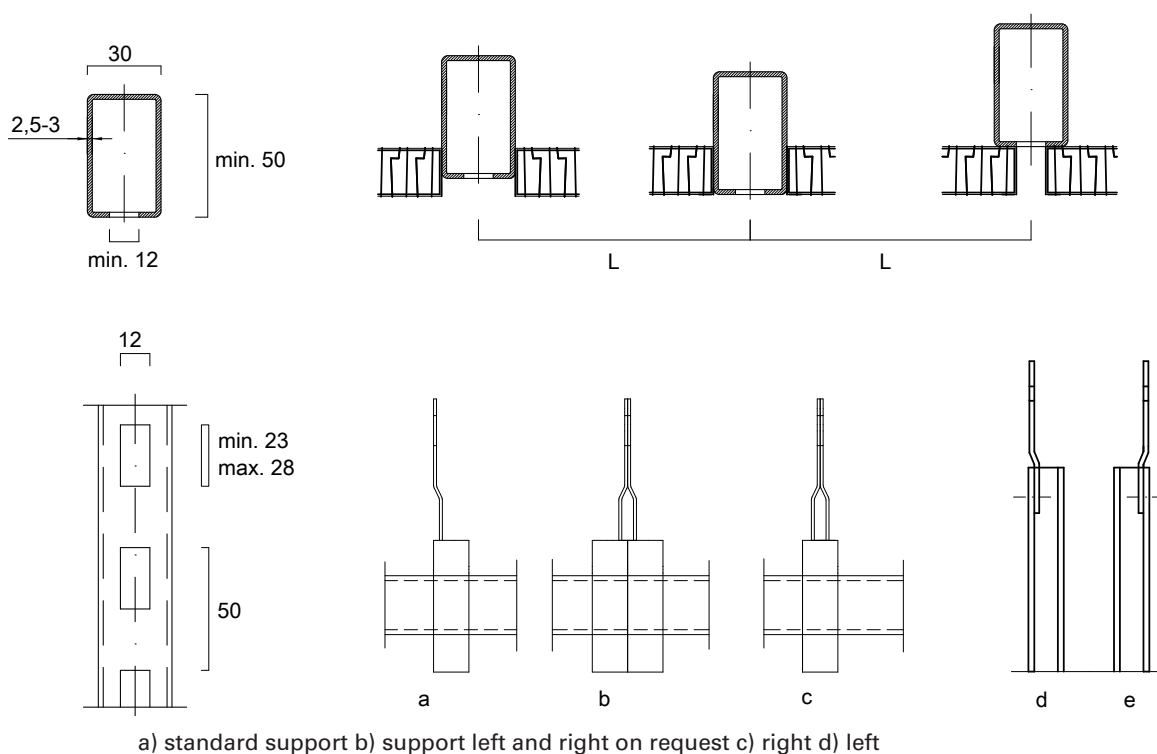 30
2,5-3
min. 50
min. 12
L
L
12
min. 23
max. 28
50
a
b
c
d
e
a) standard support b) support left and right on request c) right d) left